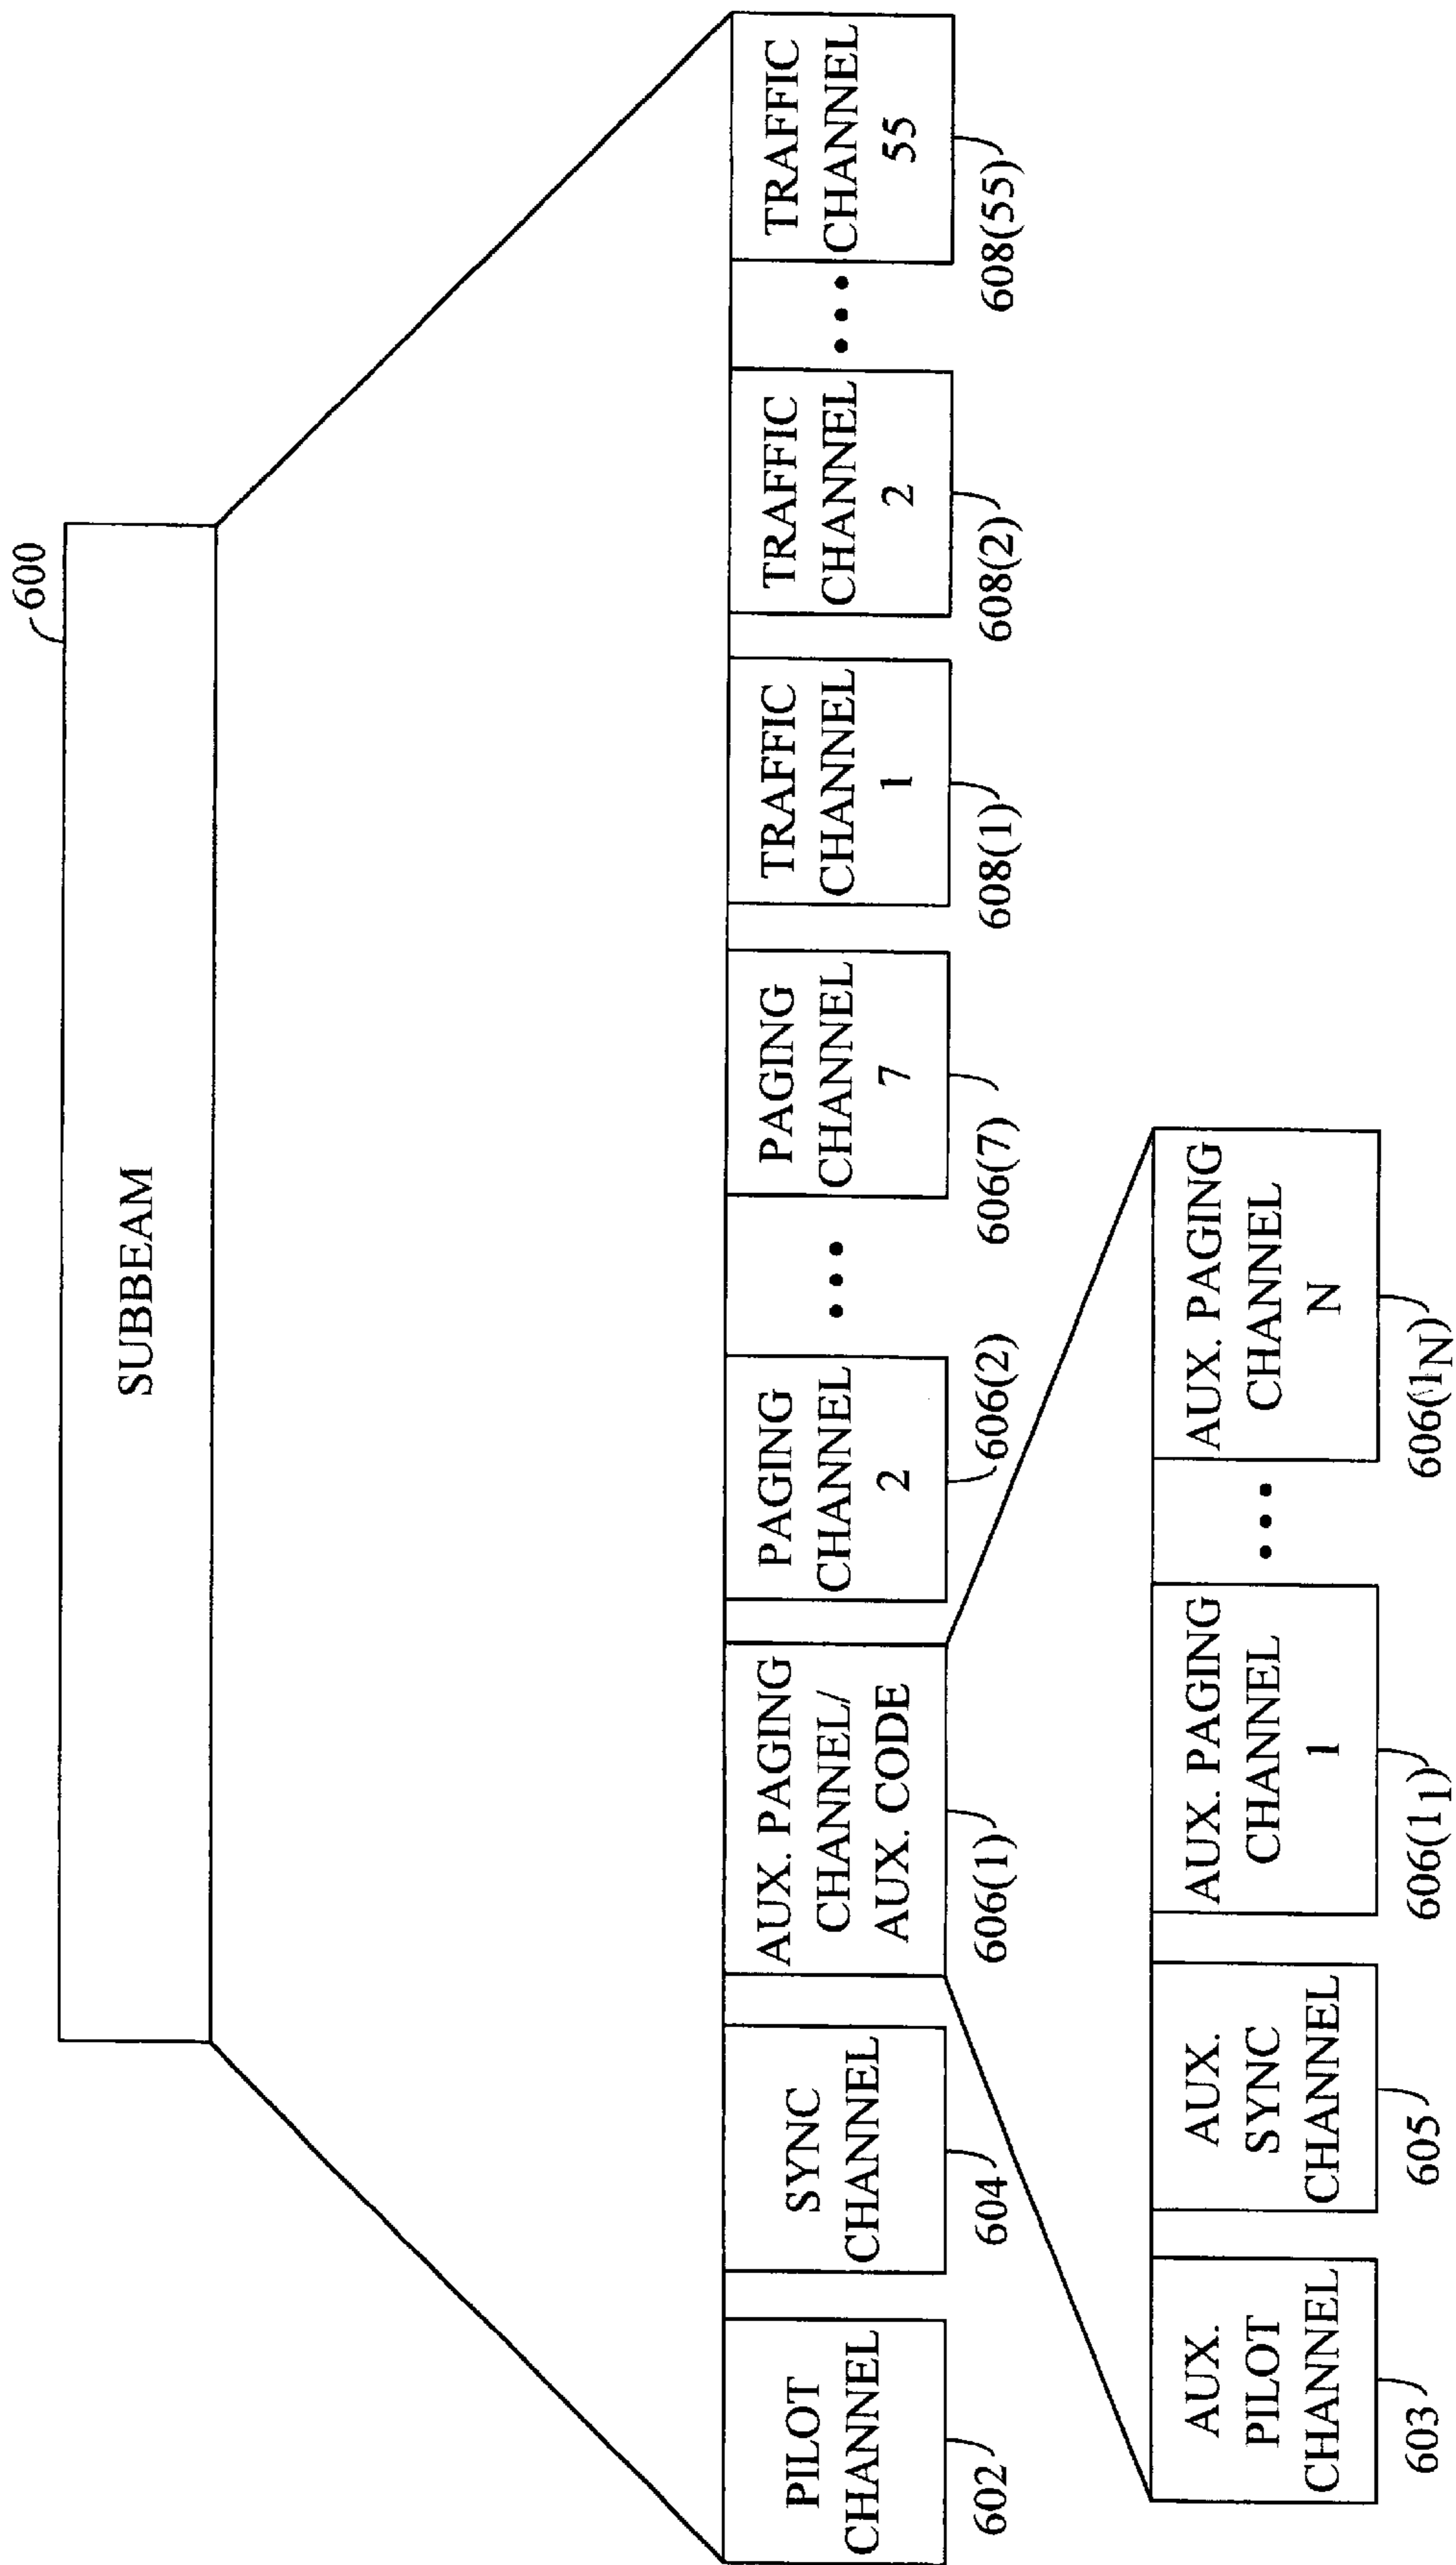 600
SUBBEAM
PILOT
CHANNEL
602
SYNC
CHANNEL
604
AUX. PAGING
CHANNEL/
AUX. CODE
606(1)
PAGING
CHANNEL
2
606(2)
•••
PAGING
CHANNEL
7
606(7)
TRAFFIC
CHANNEL
1
608(1)
TRAFFIC
CHANNEL
2
608(2)
•••
TRAFFIC
CHANNEL
55
608(55)
AUX.
PILOT
CHANNEL
603
AUX.
SYNC
CHANNEL
605
AUX. PAGING
CHANNEL
1
606(1₁)
•••
AUX. PAGING
CHANNEL
N
606(1N)